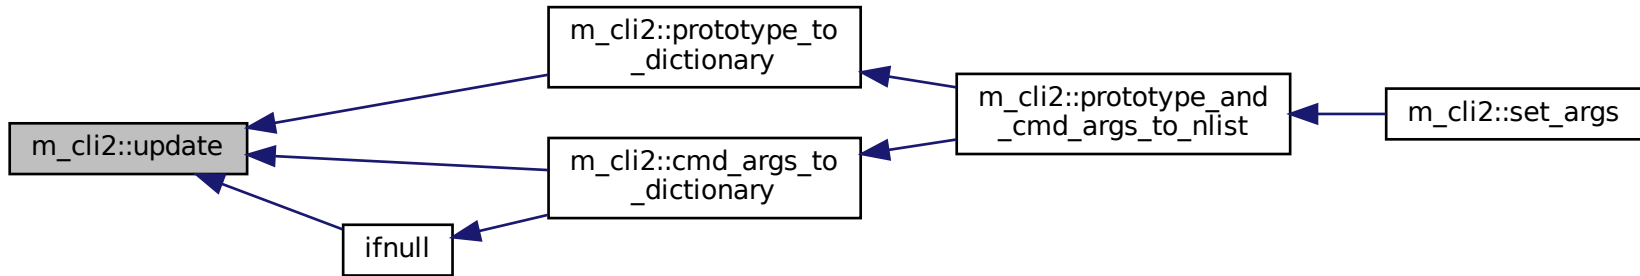 m_cli2::prototype_to
_dictionary
m_cli2::prototype_and
_cmd_args_to_nlist
m_cli2::set_args
m_cli2::update
m_cli2::cmd_args_to
_dictionary
ifnull